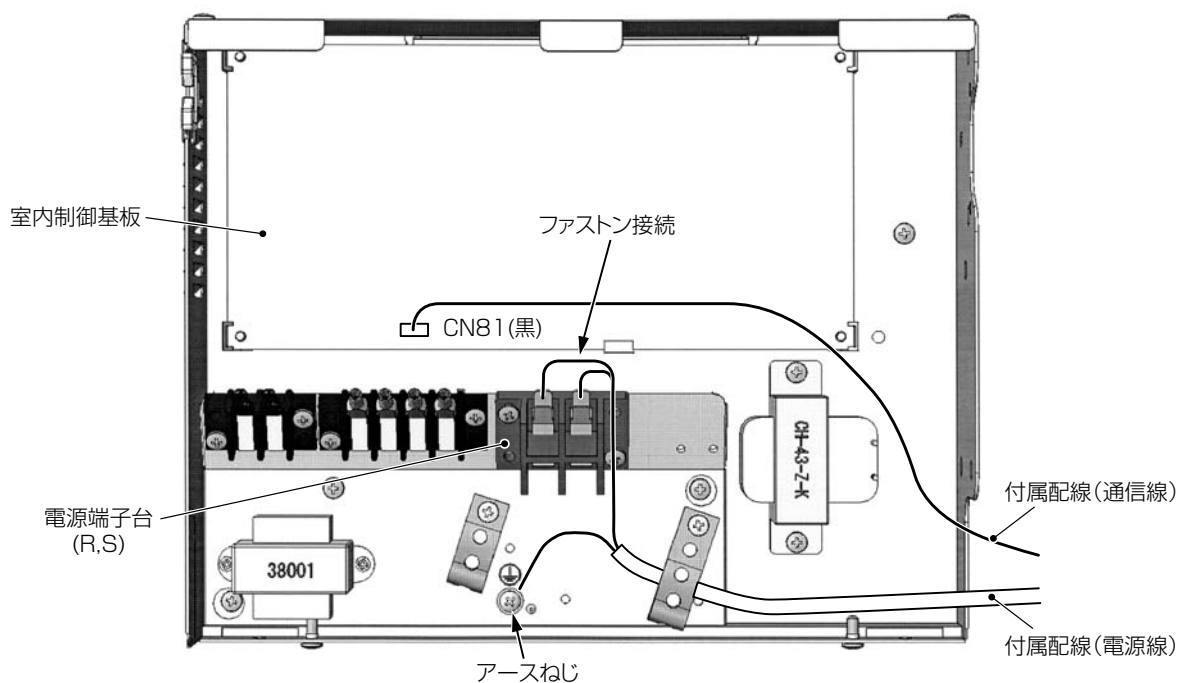 室内制御基板
ファストン接続
CN81(黒)
CH-43-Z-K
電源端子台
(R,S)
38001
付属配線(通信線)
付属配線(電源線)
アースねじ